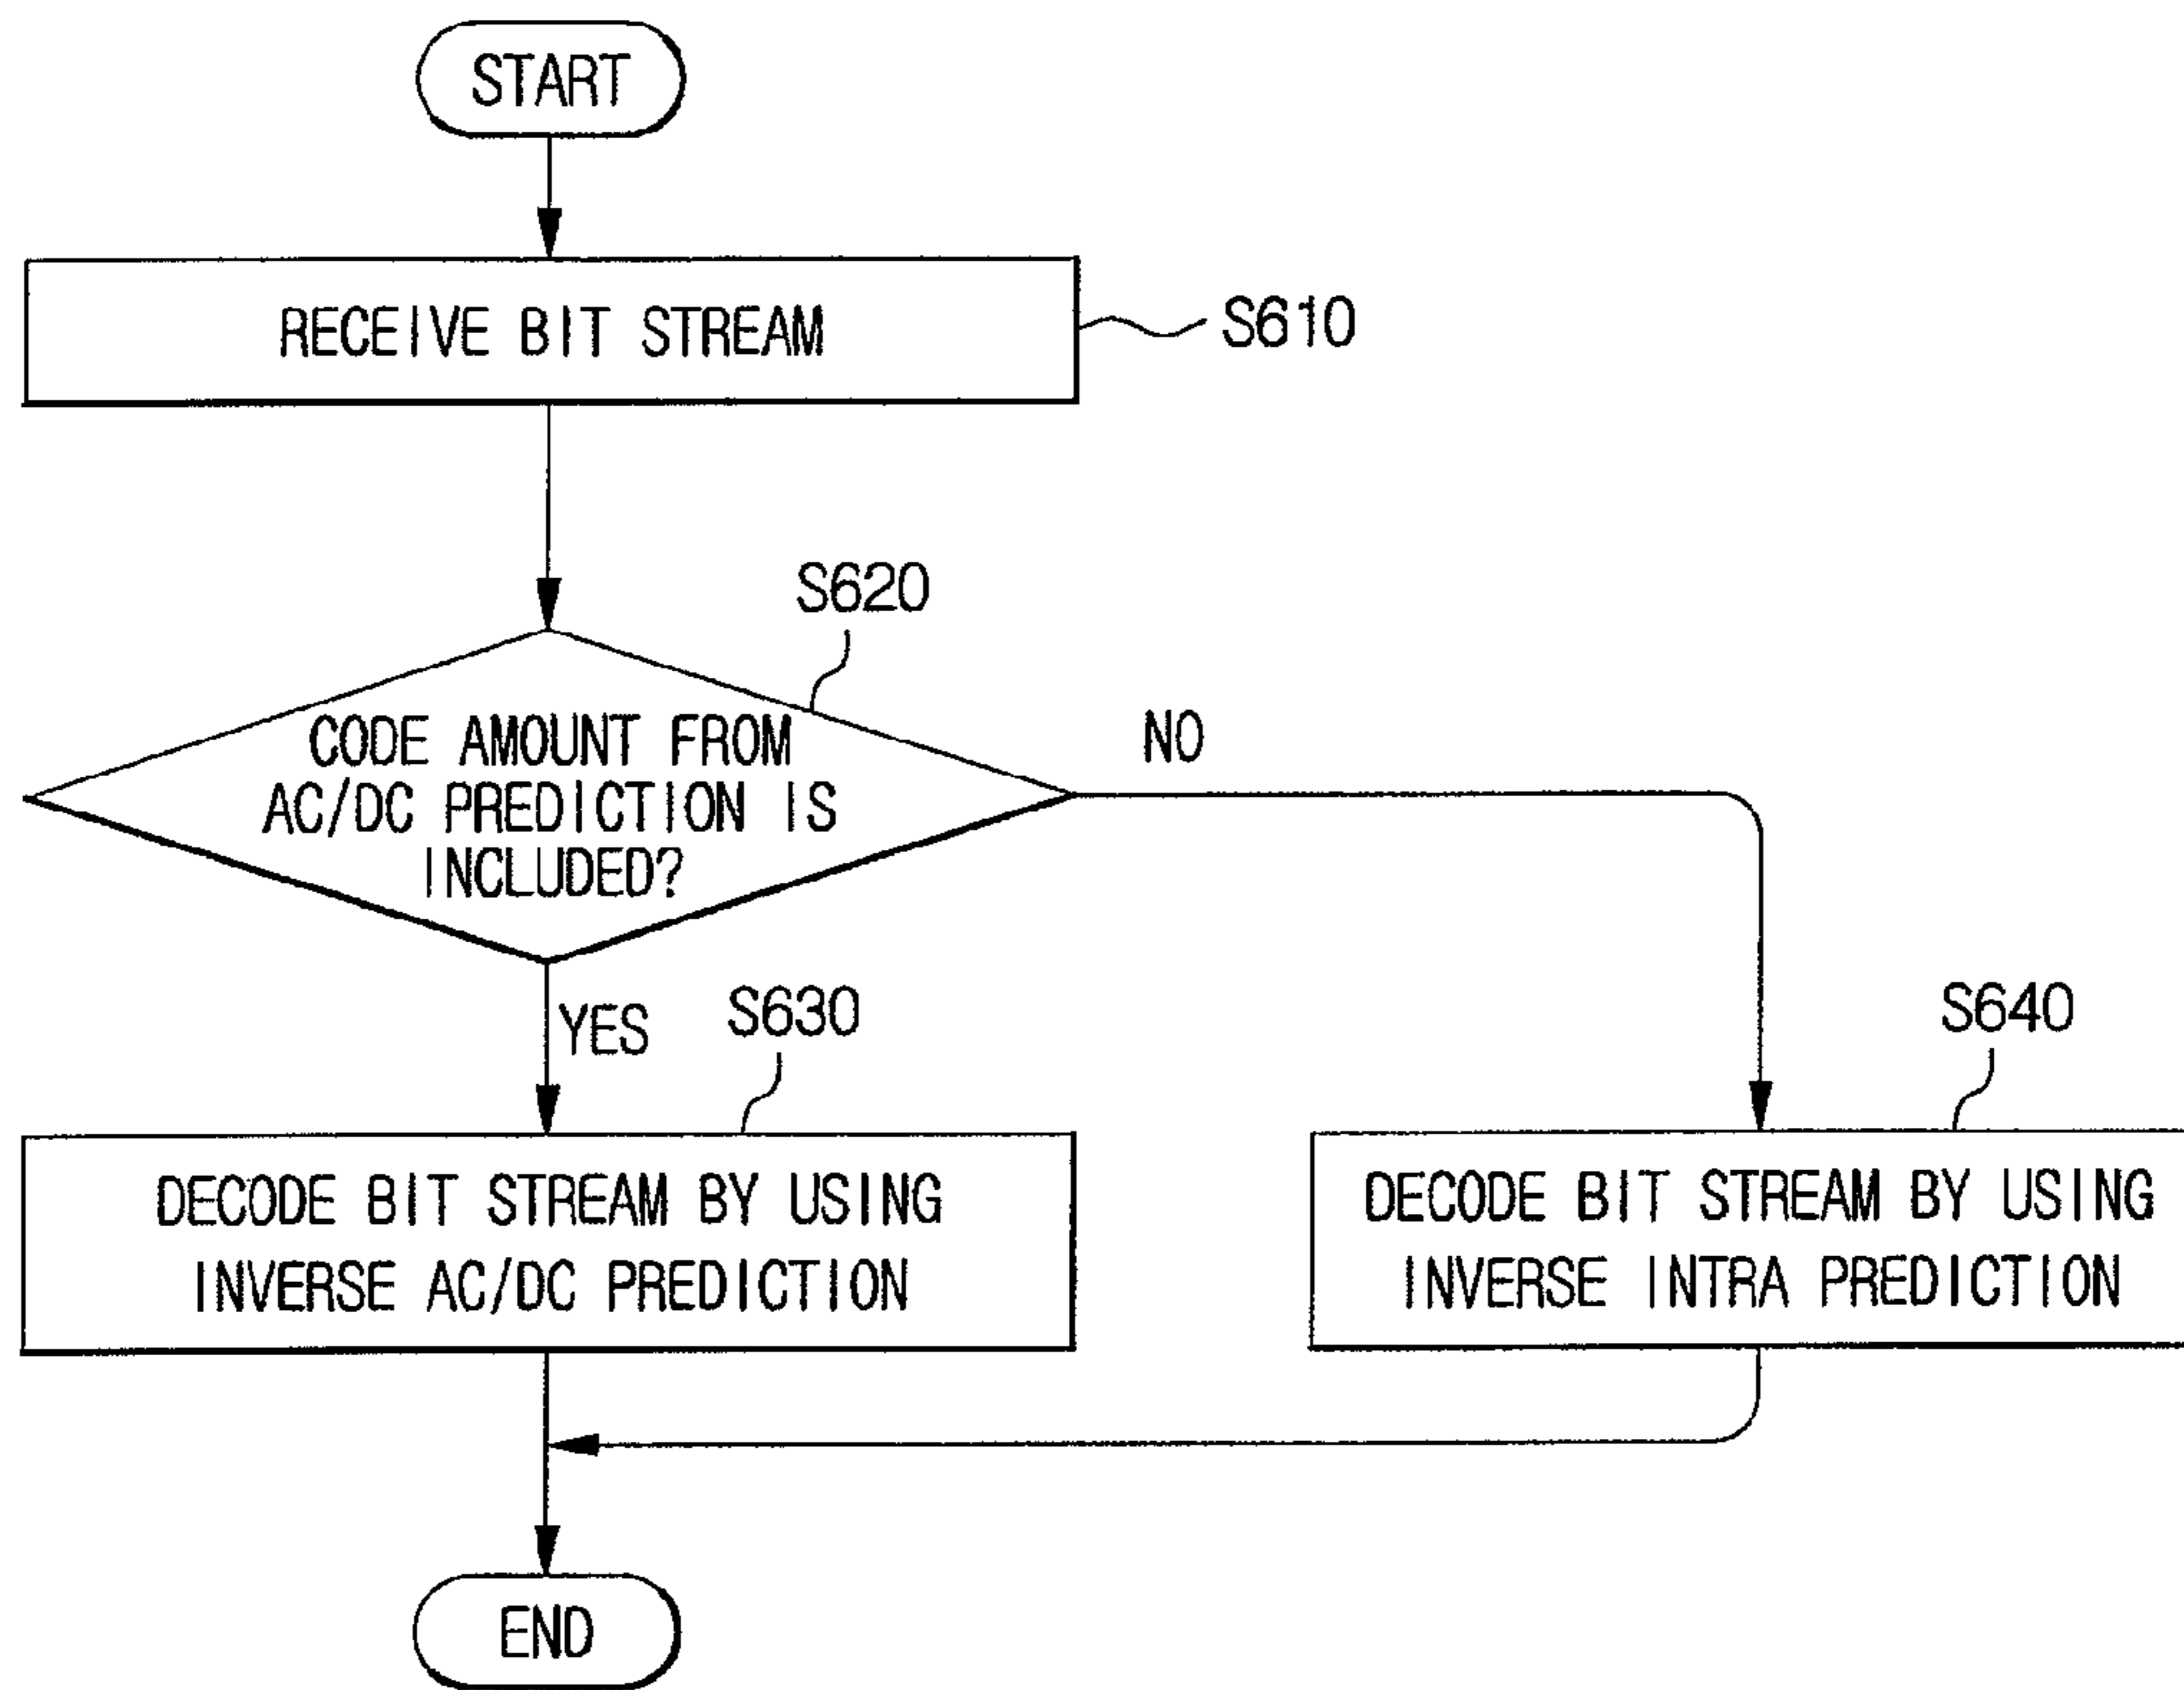 START
RECEIVE BIT STREAM
S610
S620
CODE AMOUNT FROM
AC/DC PREDICTION IS
INCLUDED?
NO
YES
S630
S640
DECODE BIT STREAM BY USING
INVERSE AC/DC PREDICTION
DECODE BIT STREAM BY USING
INVERSE INTRA PREDICTION
END